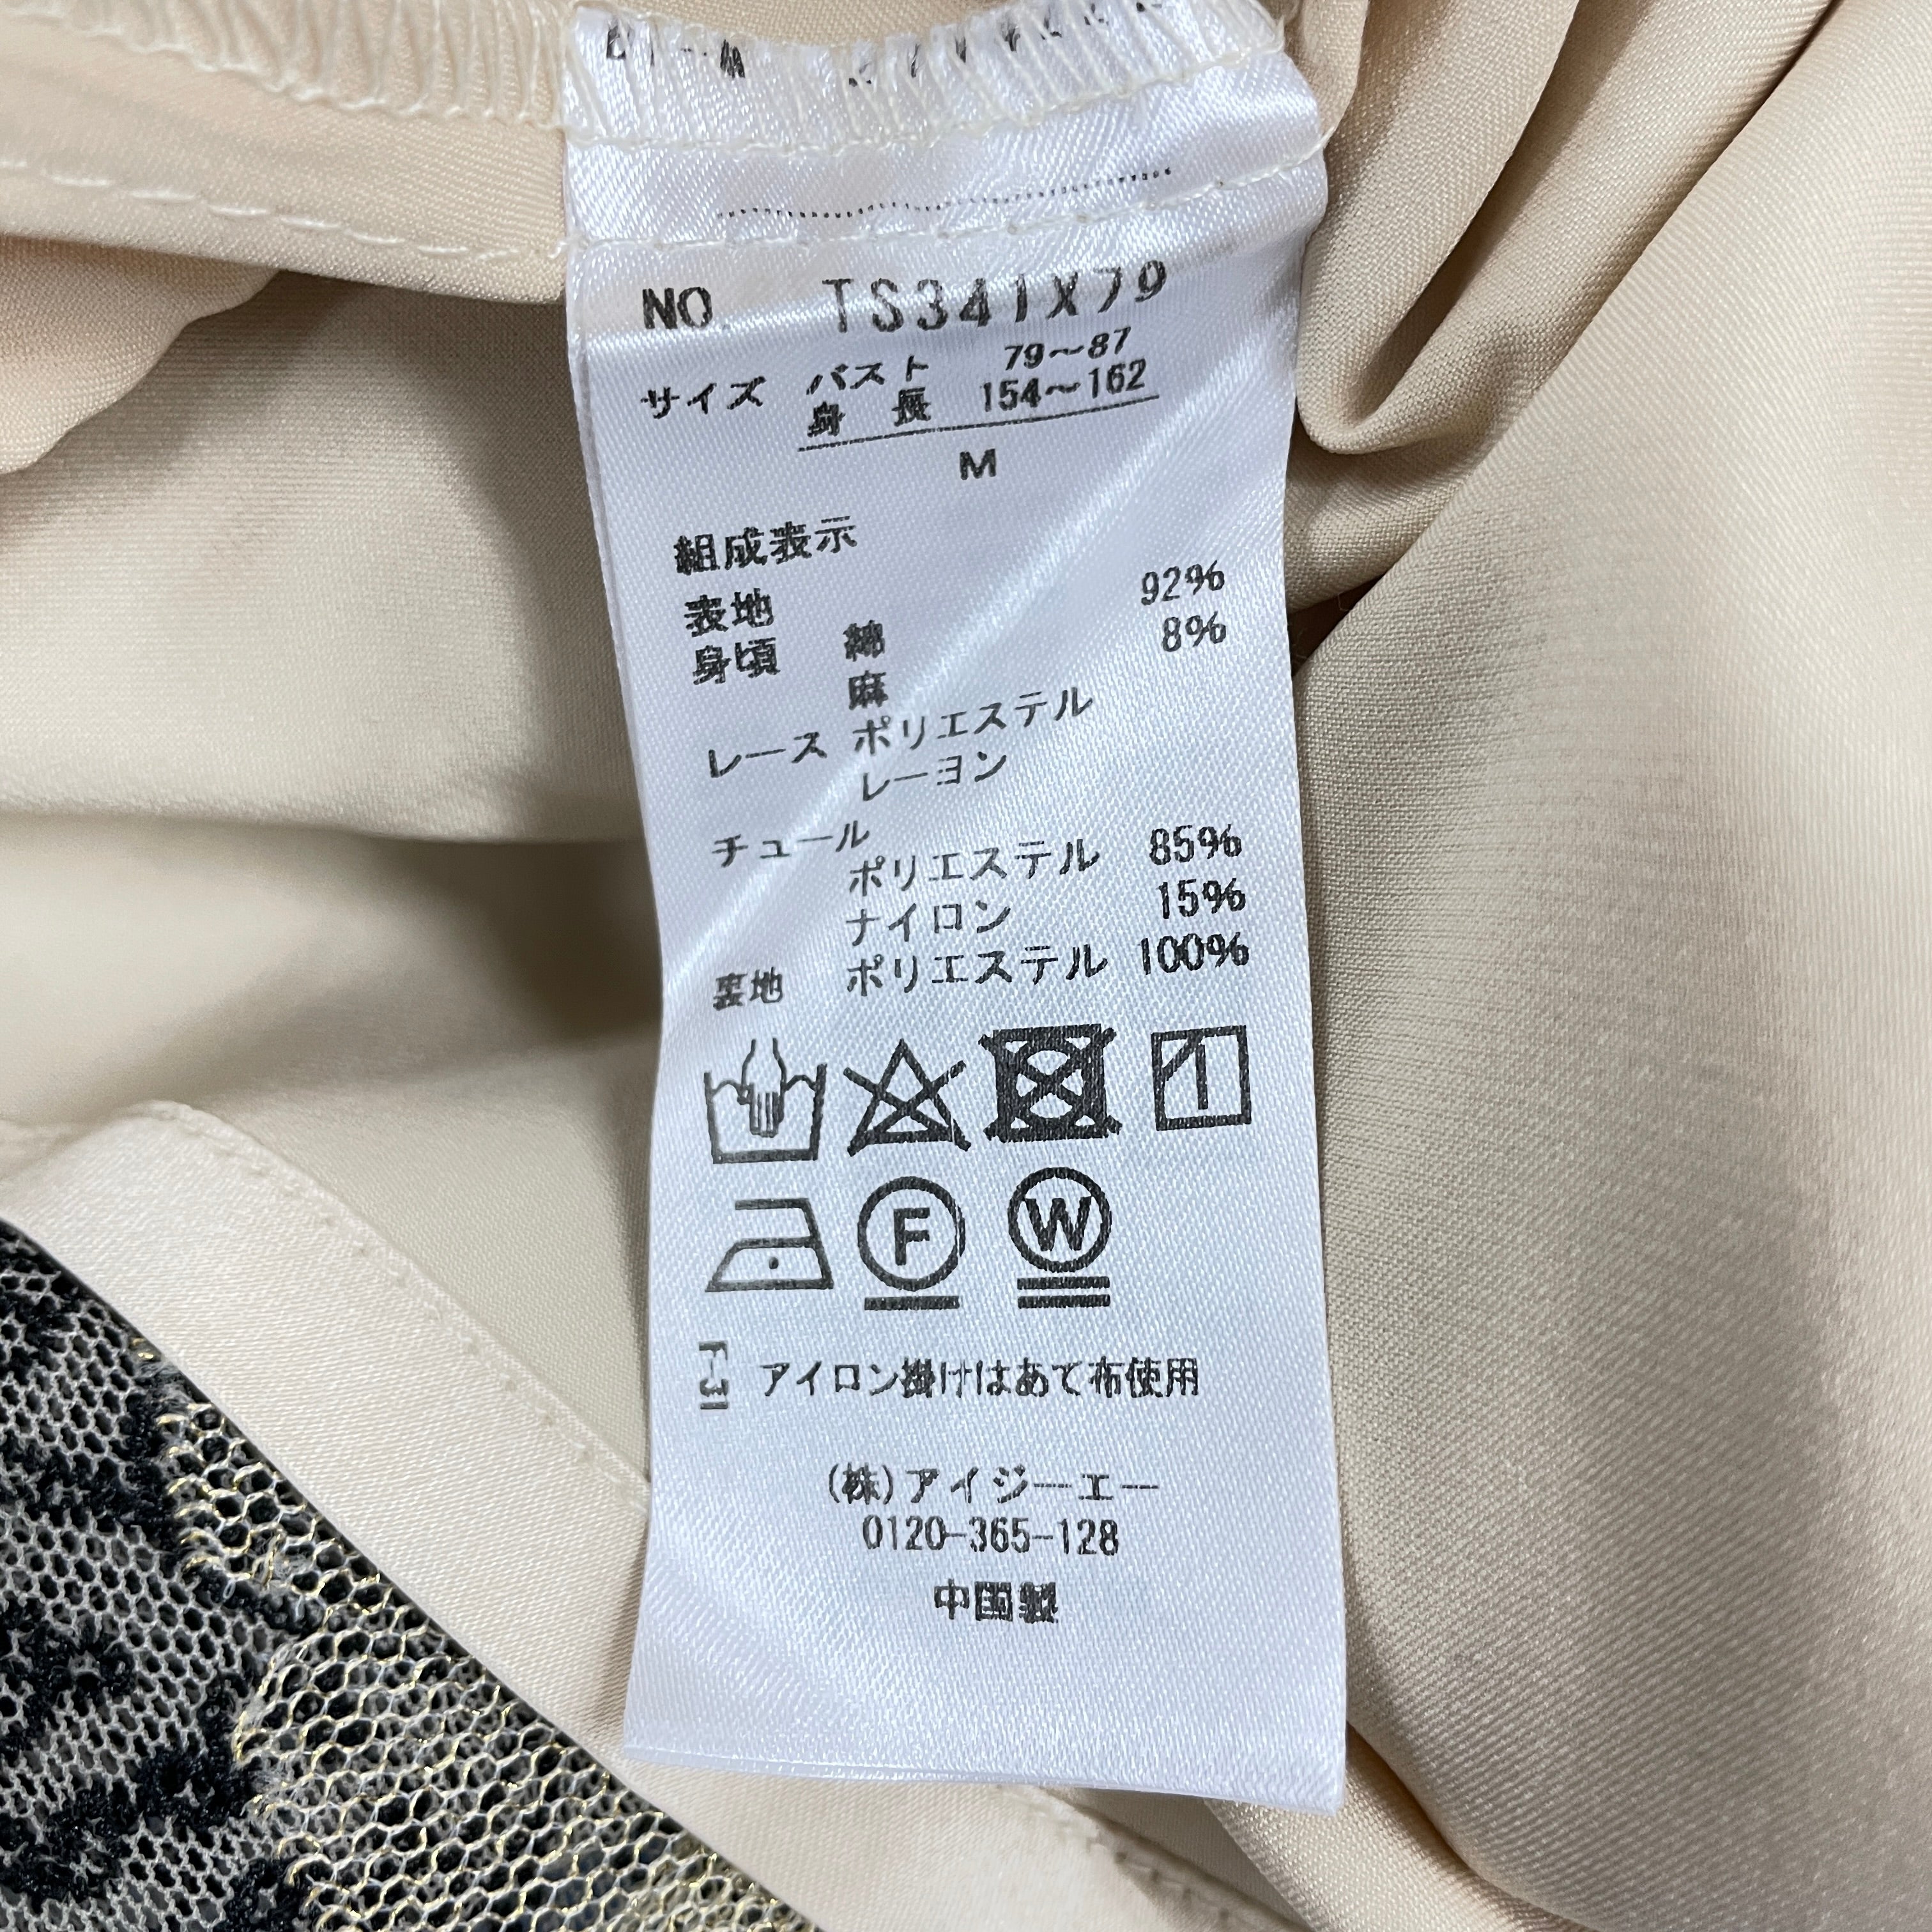 NO. TS341X79
サイズ バスト 79～87
身 長 154～162
M
組成表示
表地 92%
身頃 綿 8%
麻
レース ポリエステル
レーヨン
チュール
ポリエステル 85%
ナイロン 15%
裏地 ポリエステル 100%
F
W
F-31 アイロン掛けはあて布使用
(株)アイジーエー
0120-365-128
中国製